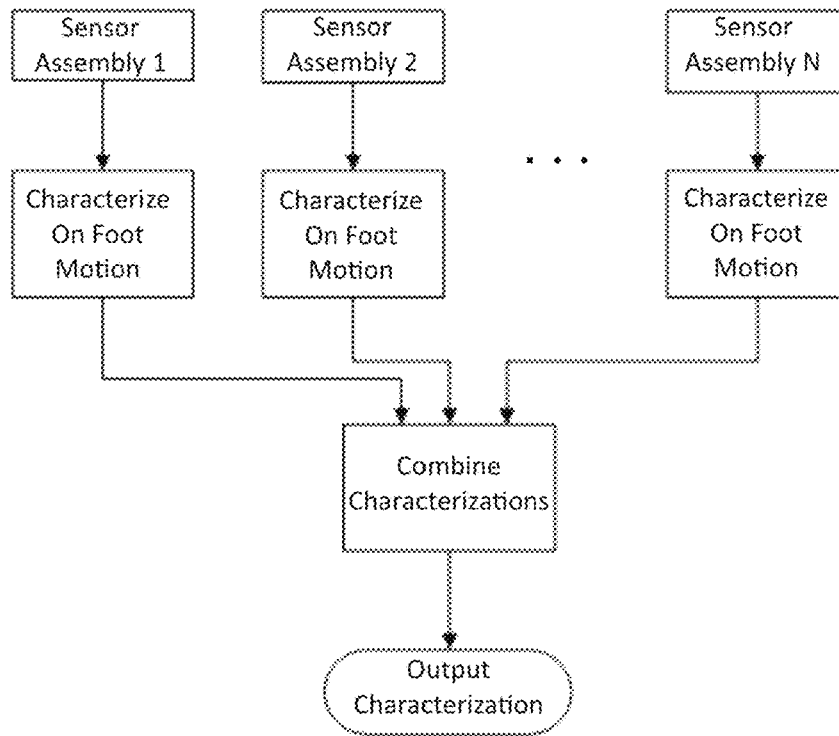 Sensor
Assembly 1
Sensor
Assembly 2
Sensor
Assembly N
. . .
Characterize
On Foot
Motion
Characterize
On Foot
Motion
Characterize
On Foot
Motion
Combine
Characterizations
Output
Characterization